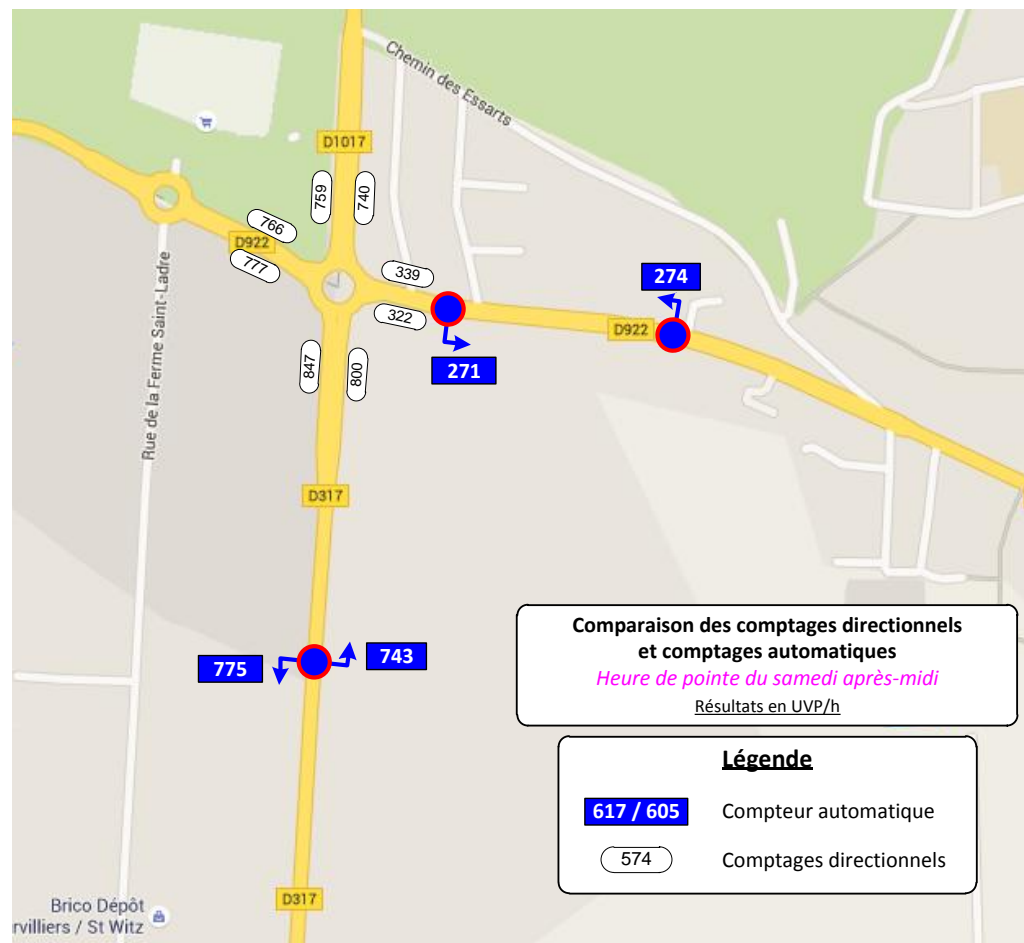 Chemin des Essarts
D1017
759
740
766
D922
777
339
322
274
D922
271
847
800
Rue de la Ferme Saint-Ladre
D317
775
743
Comparaison des comptages directionnels
et comptages automatiques
Heure de pointe du samedi après-midi
Résultats en UVP/h
Légende
617 / 605 Compteur automatique
574 Comptages directionnels
D317
Brico Dépôt
rvilliers / St Witz